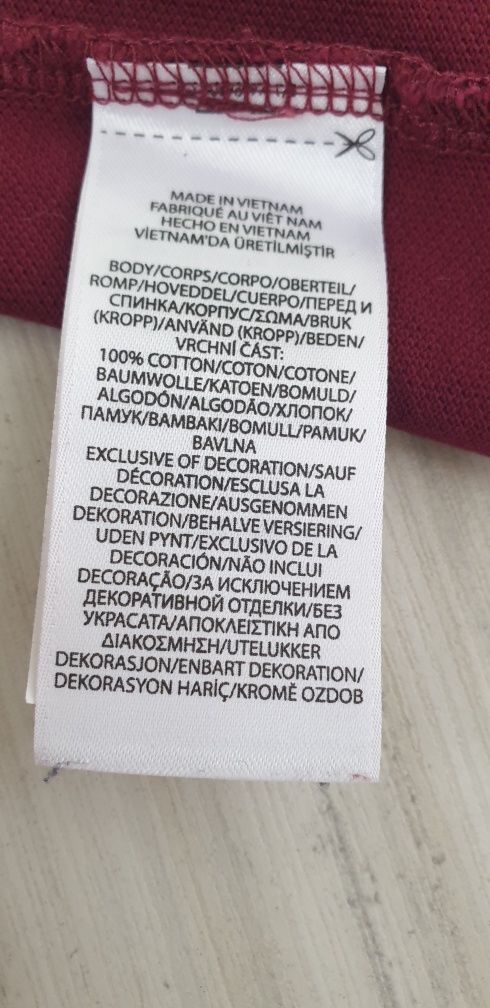 MADE IN VIETNAM
FABRIQUÉ AU VIÊT NAM
HECHO EN VIETNAM
VİETNAM'DA ÜRETİLMİŞTİR
BODY/CORPS/CORPO/OBERTEIL/
ROMP/HOVEDDEL/CUERPO/ПЕРЕД И
СПИНКА/КОРПУС/ΣΩΜΑ/BRUK
(KROPP)/ANVÄND (KROPP)/BEDEN/
VRCHNÍ ČÁST:
100% COTTON/COTON/COTONE/
BAUMWOLLE/KATOEN/BOMULD/
ALGODÓN/ALGODÃO/ХЛОПОК/
ПАМУК/ΒΑΜΒΑΚΙ/BOMULL/PAMUK/
BAVLNA
EXCLUSIVE OF DECORATION/SAUF
DÉCORATION/ESCLUSA LA
DECORAZIONE/AUSGENOMMEN
DEKORATION/BEHALVE VERSIERING/
UDEN PYNT/EXCLUSIVO DE LA
DECORACIÓN/NÃO INCLUI
DECORAÇÃO/ЗА ИСКЛЮЧЕНИЕМ
ДЕКОРАТИВНОЙ ОТДЕЛКИ/БЕЗ
УКРАСАТА/ΑΠΟΚΛΕΙΣΤΙΚΗ ΑΠΟ
ΔΙΑΚΟΣΜΗΣΗ/UTELUKKER
DEKORASJON/ENBART DEKORATION/
DEKORASYON HARİÇ/KROMĚ OZDOB